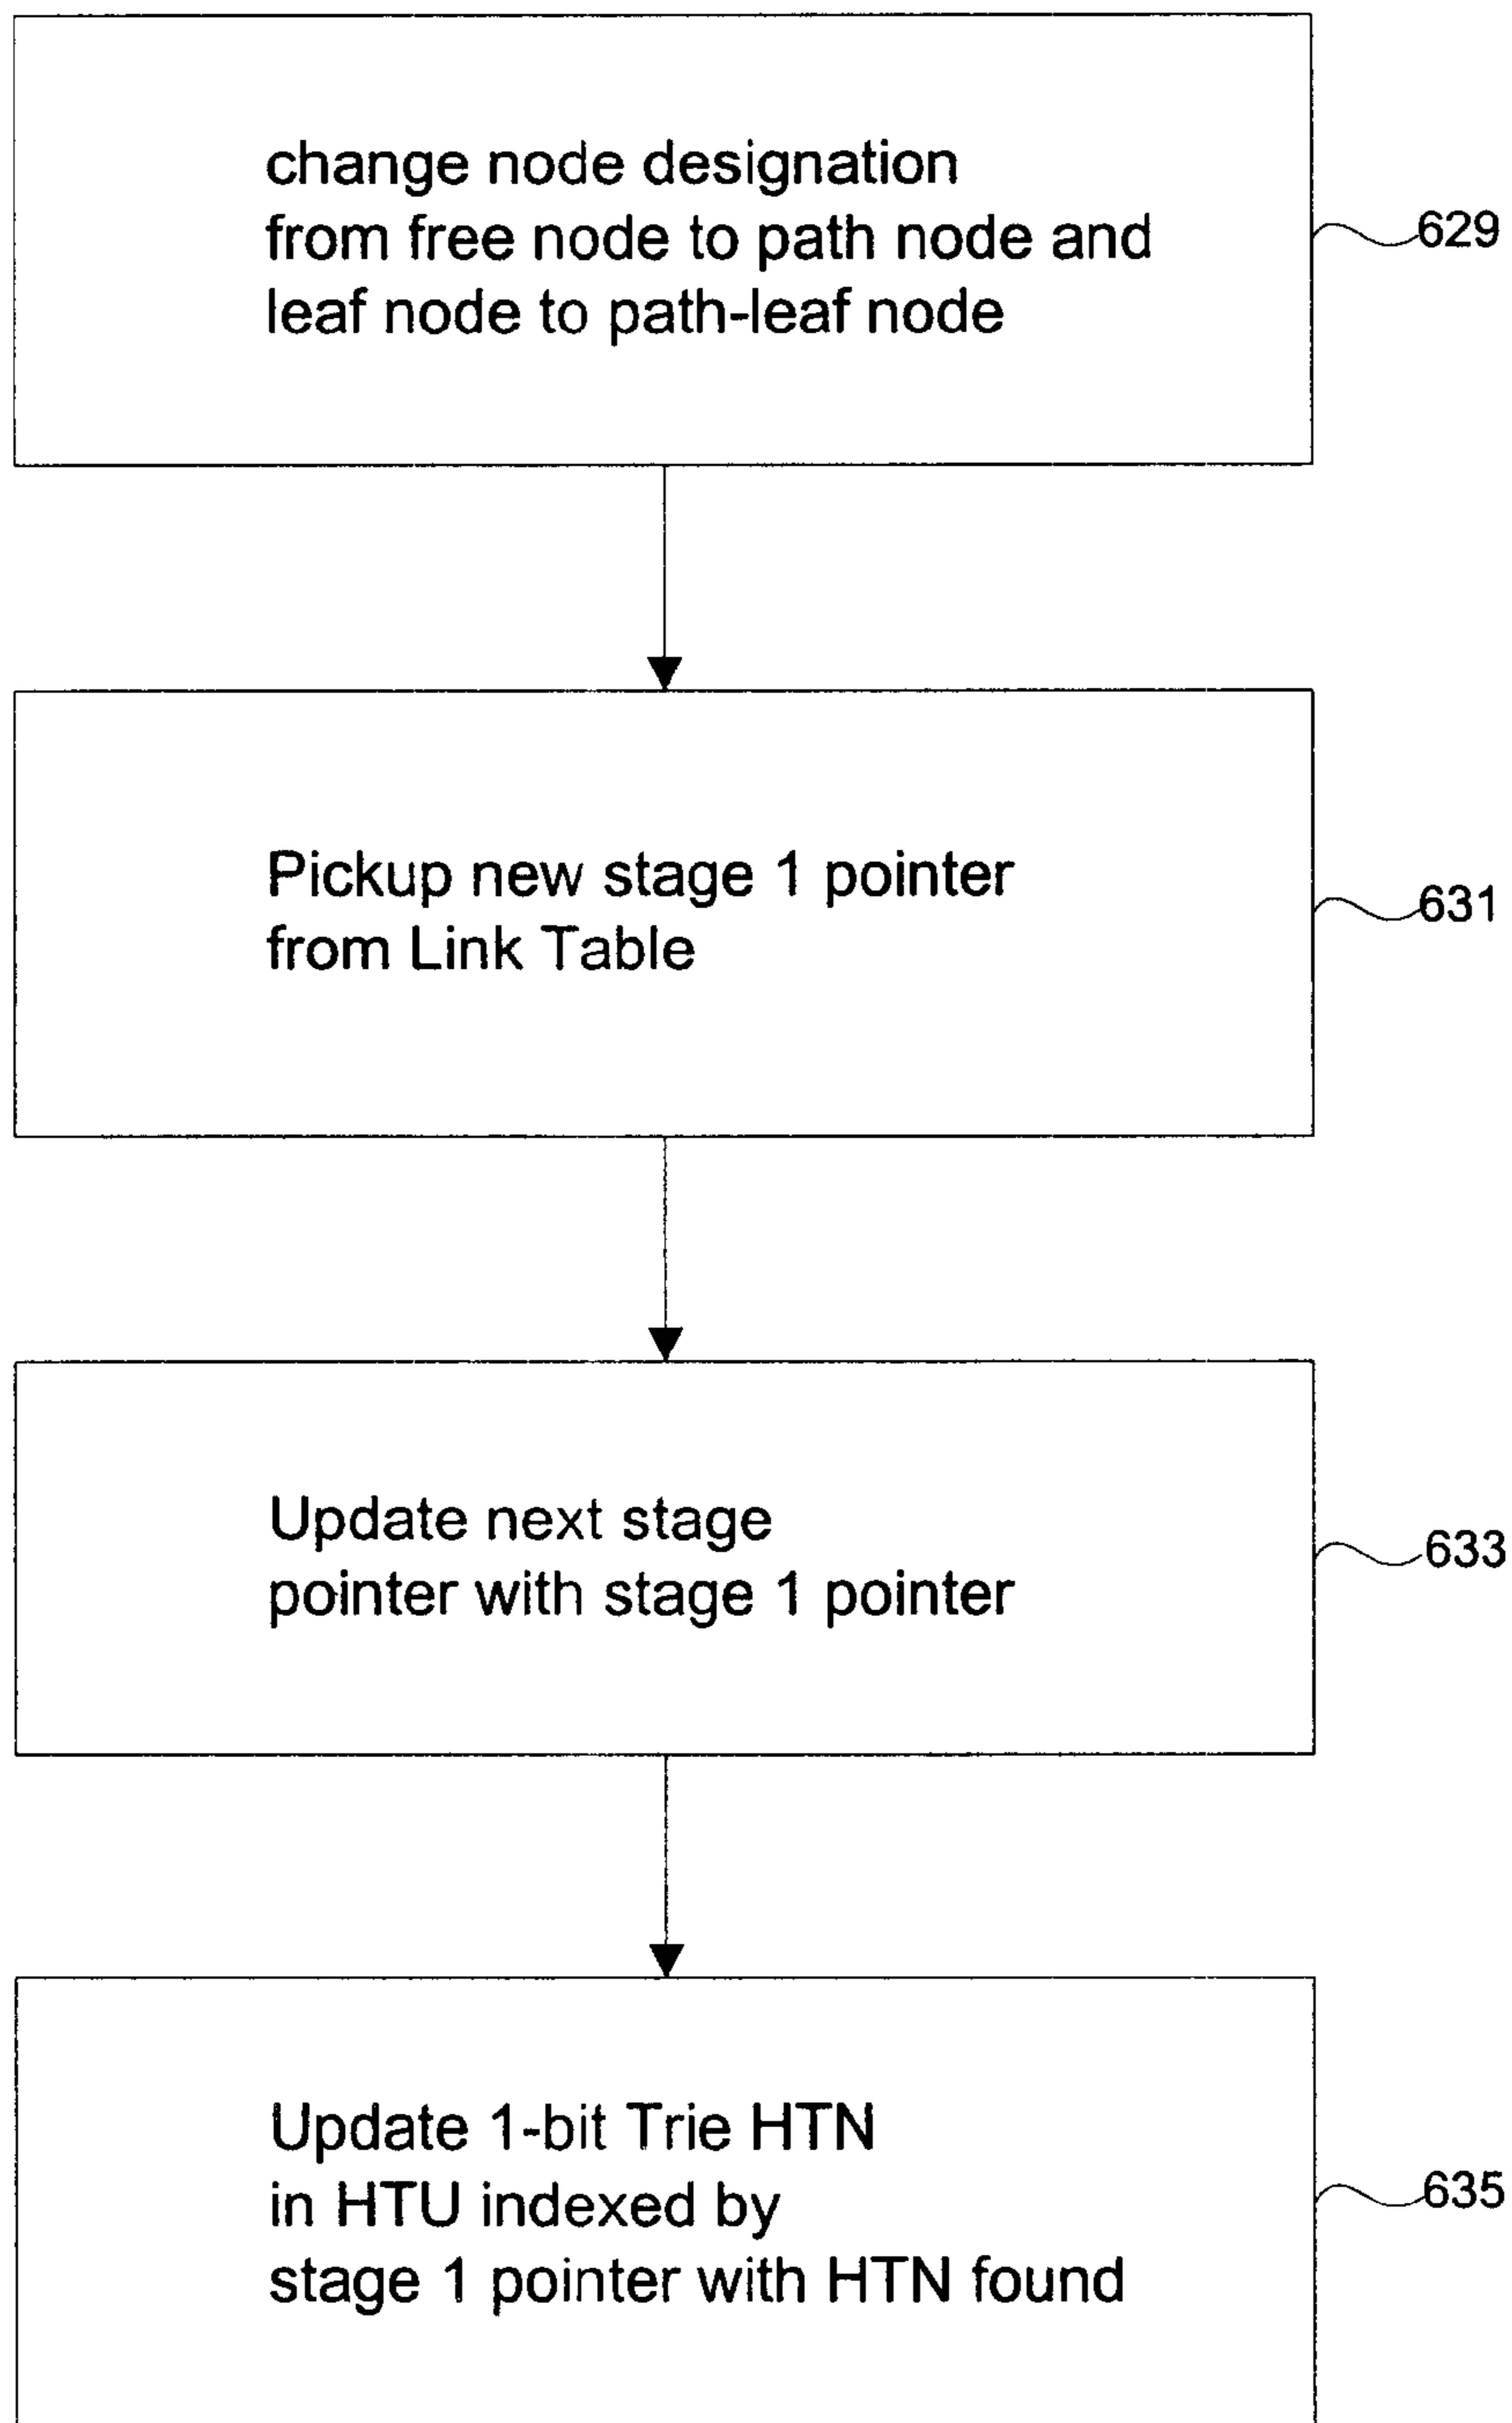 change node designation
from free node to path node and
leaf node to path-leaf node
629
Pickup new stage 1 pointer
from Link Table
631
Update next stage
pointer with stage 1 pointer
633
Update 1-bit Trie HTN
in HTU indexed by
stage 1 pointer with HTN found
635